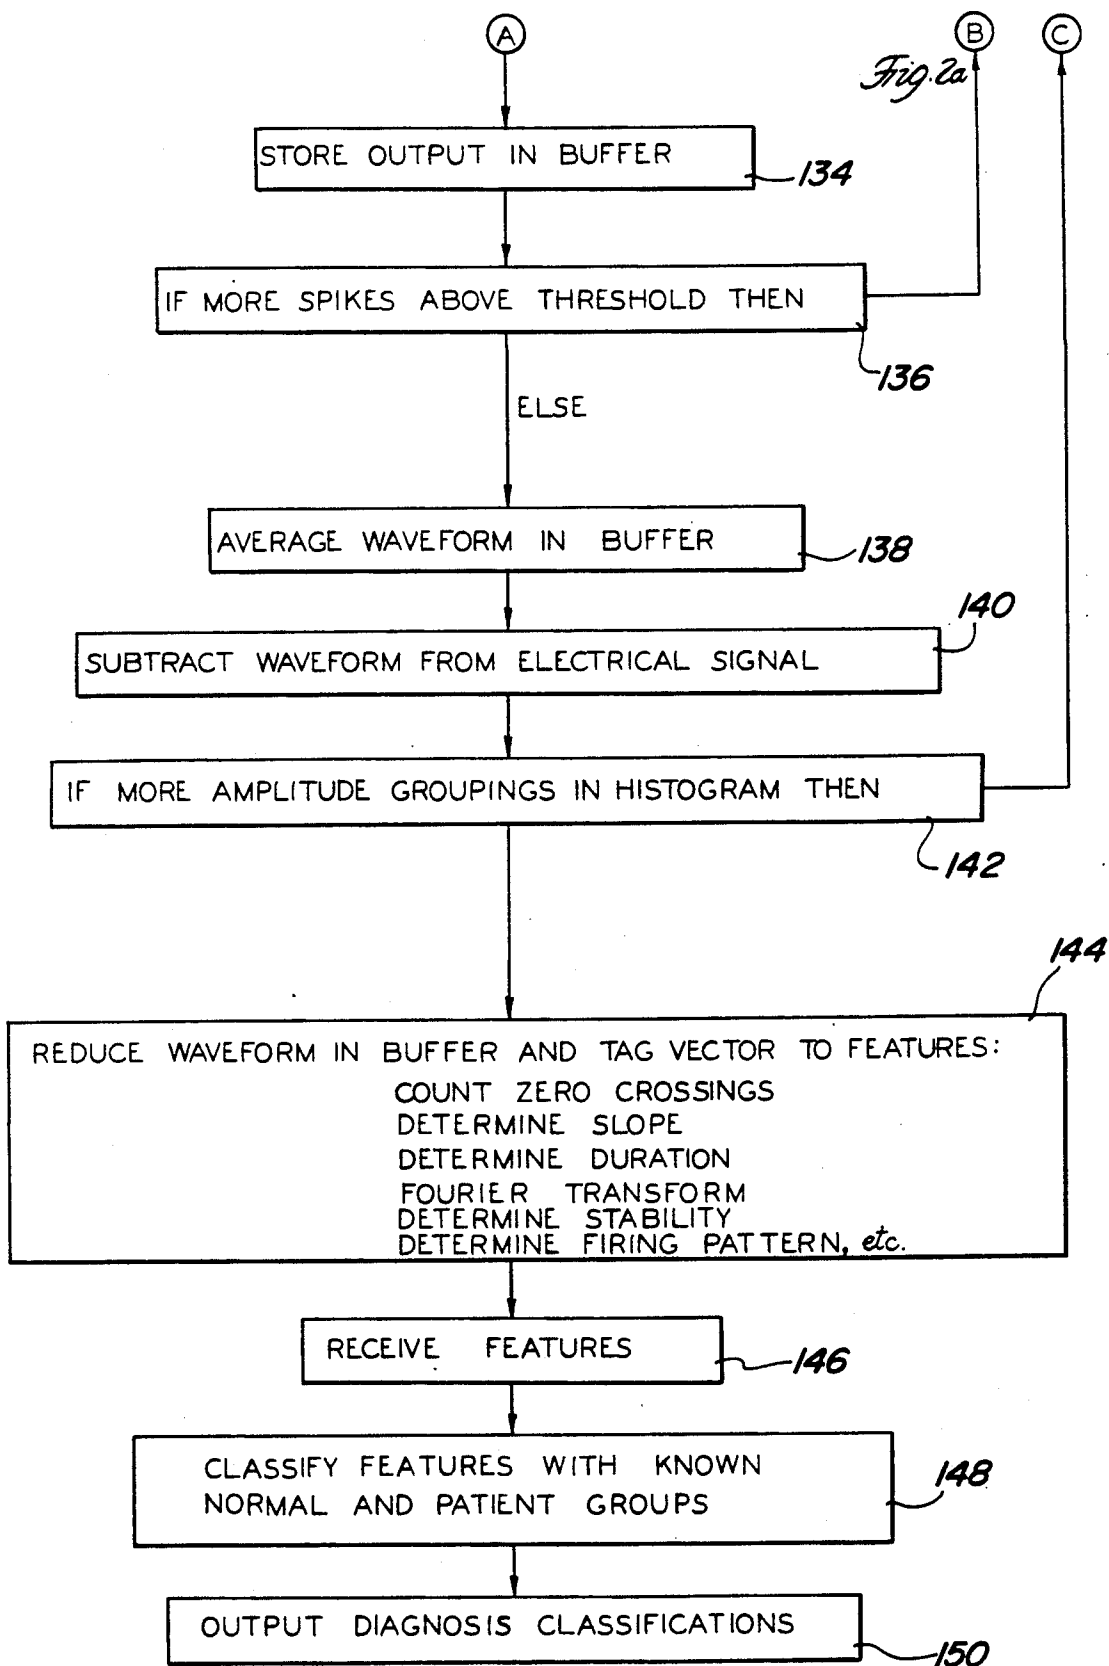 A
B
C
Fig. 2a
STORE OUTPUT IN BUFFER
134
IF MORE SPIKES ABOVE THRESHOLD THEN
136
ELSE
AVERAGE WAVEFORM IN BUFFER
138
140
SUBTRACT WAVEFORM FROM ELECTRICAL SIGNAL
IF MORE AMPLITUDE GROUPINGS IN HISTOGRAM THEN
142
144
REDUCE WAVEFORM IN BUFFER AND TAG VECTOR TO FEATURES:
COUNT ZERO CROSSINGS
DETERMINE SLOPE
DETERMINE DURATION
FOURIER TRANSFORM
DETERMINE STABILITY
DETERMINE FIRING PATTERN, etc.
RECEIVE FEATURES
146
CLASSIFY FEATURES WITH KNOWN
NORMAL AND PATIENT GROUPS
148
OUTPUT DIAGNOSIS CLASSIFICATIONS
150